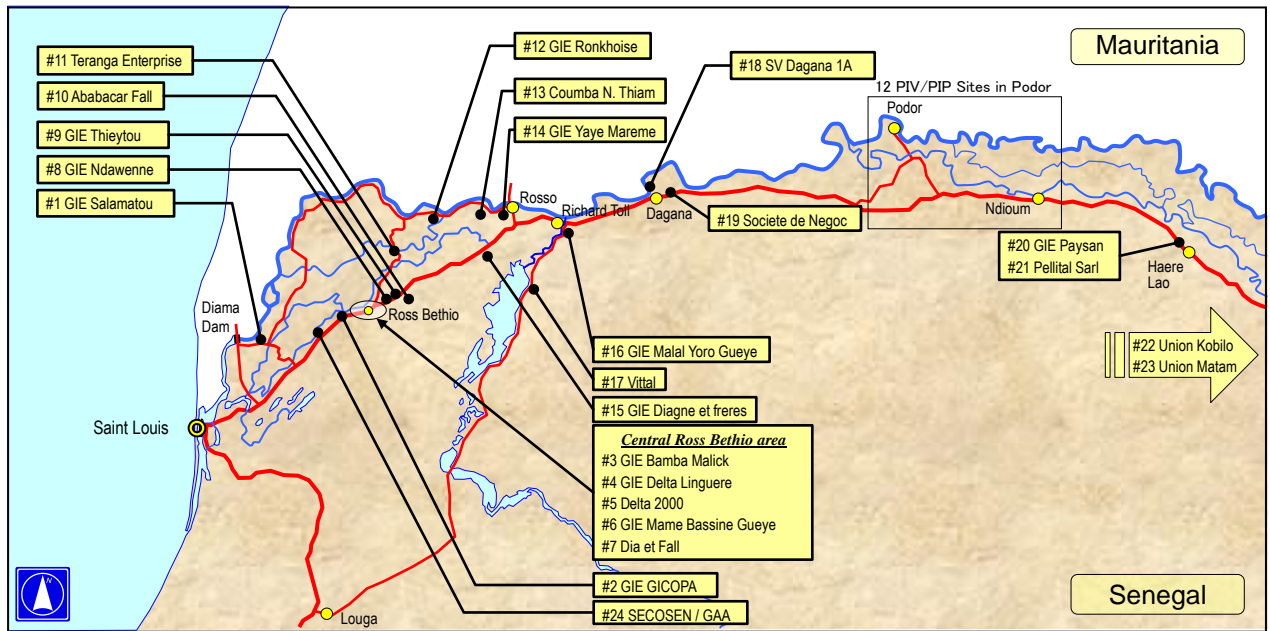 Mauritania
#11 Teranga Enterprise
#10 Ababacar Fall
#9 GIE Thieytou
#8 GIE Ndawenne
#1 GIE Salamatou
#12 GIE Ronkhoise
#13 Coumba N. Thiam
#14 GIE Yaye Mareme
#18 SV Dagana 1A
12 PIV/PIP Sites in Podor
Podor
Rosso
Richard Toll
Dagana
#19 Societe de Negoc
Ndioum
#20 GIE Paysan
#21 Pellital Sarl
Haere
Lao
Diama
Dam
Ross Bethio
#22 Union Kobilo
#23 Union Matam
#16 GIE Malal Yoro Gueye
#17 Vittal
#15 GIE Diagne et freres
Saint Louis
Central Ross Bethio area
#3 GIE Bamba Malick
#4 GIE Delta Linguere
#5 Delta 2000
#6 GIE Mame Bassine Gueye
#7 Dia et Fall
#2 GIE GICOPA
#24 SECOSEN / GAA
N
Louga
Senegal